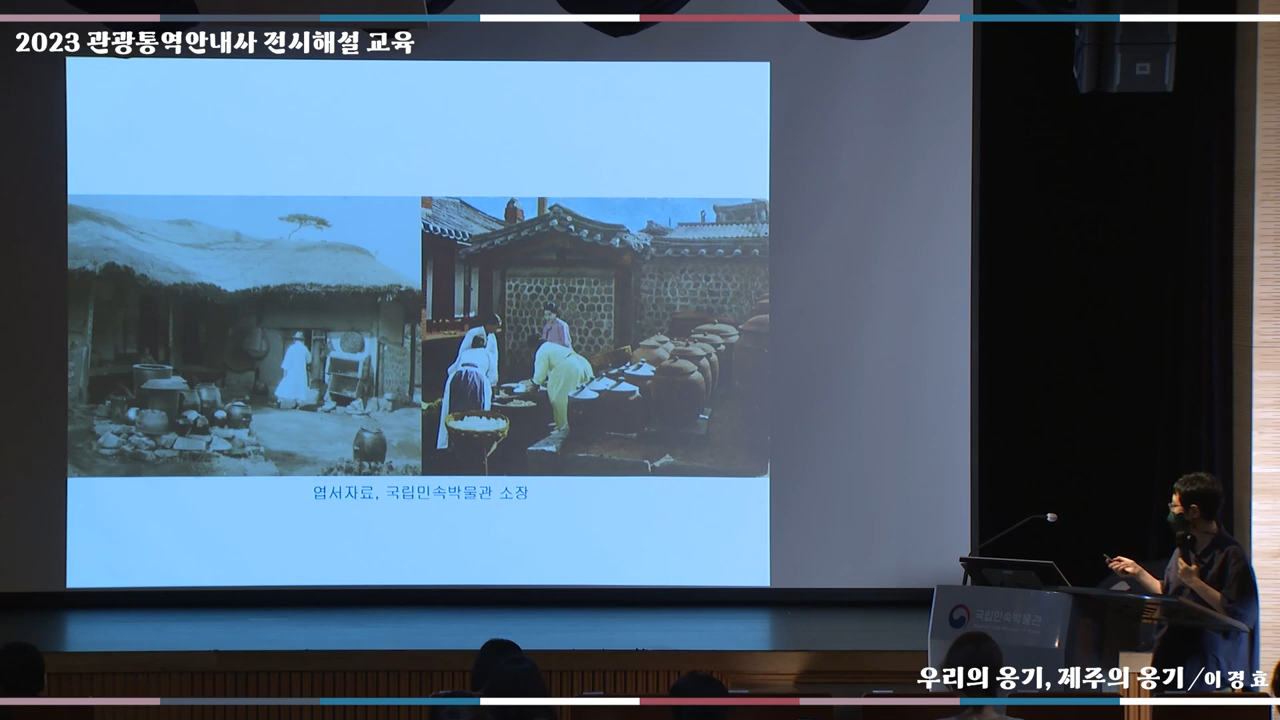 2023 관광통역안내사 전시해설 교육
엽서자료, 국립민속박물관 소장
국립민속박물관
우리의 옹기, 제주의 옹기 / 이경효